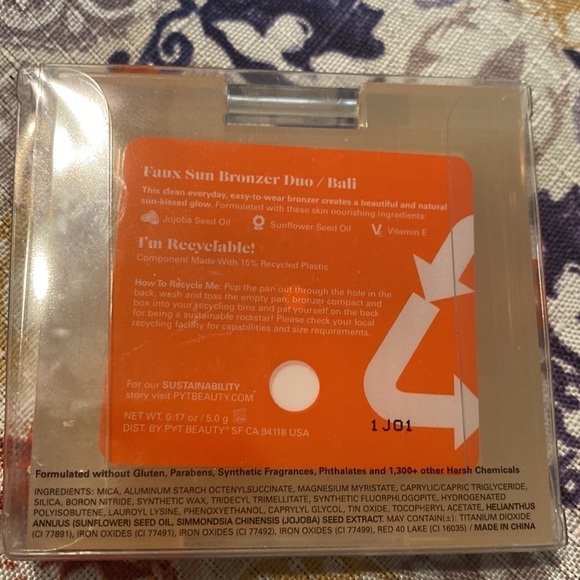 Faux Sun Bronzer Duo / Bali
This clean everyday, easy-to-wear bronzer creates a beautiful and natural
sun-kissed glow. Formulated with these skin nourishing ingredients:
Jojoba Seed Oil Sunflower Seed Oil Vitamin E
I'm Recyclable!
Component Made With 15% Recycled Plastic
How To Recycle Me: Pop the pan out through the hole in the
back, wash and toss the empty pan, bronzer compact and
box into your recycling bins and pat yourself on the back
for being a sustainable rockstar! Please check your local
recycling facility for capabilities and size requirements.
For our SUSTAINABILITY
story visit PYTBEAUTY.COM
NET WT. 0.17 oz / 5.0 g
DIST. BY PYT BEAUTY® SF CA 94118 USA
1J01
Formulated without Gluten, Parabens, Synthetic Fragrances, Phthalates and 1,300+ other Harsh Chemicals
INGREDIENTS: MICA, ALUMINUM STARCH OCTENYLSUCCINATE, MAGNESIUM MYRISTATE, CAPRYLIC/CAPRIC TRIGLYCERIDE,
SILICA, BORON NITRIDE, SYNTHETIC WAX, TRIDECYL TRIMELLITATE, SYNTHETIC FLUORPHLOGOPITE, HYDROGENATED
POLYISOBUTENE, LAUROYL LYSINE, PHENOXYETHANOL, CAPRYLYL GLYCOL, TIN OXIDE, TOCOPHERYL ACETATE, HELIANTHUS
ANNUUS (SUNFLOWER) SEED OIL, SIMMONDSIA CHINENSIS (JOJOBA) SEED EXTRACT. MAY CONTAIN(±): TITANIUM DIOXIDE
(CI 77891), IRON OXIDES (CI 77491), IRON OXIDES (CI 77492), IRON OXIDES (CI 77499), RED 40 LAKE (CI 16035) / MADE IN CHINA